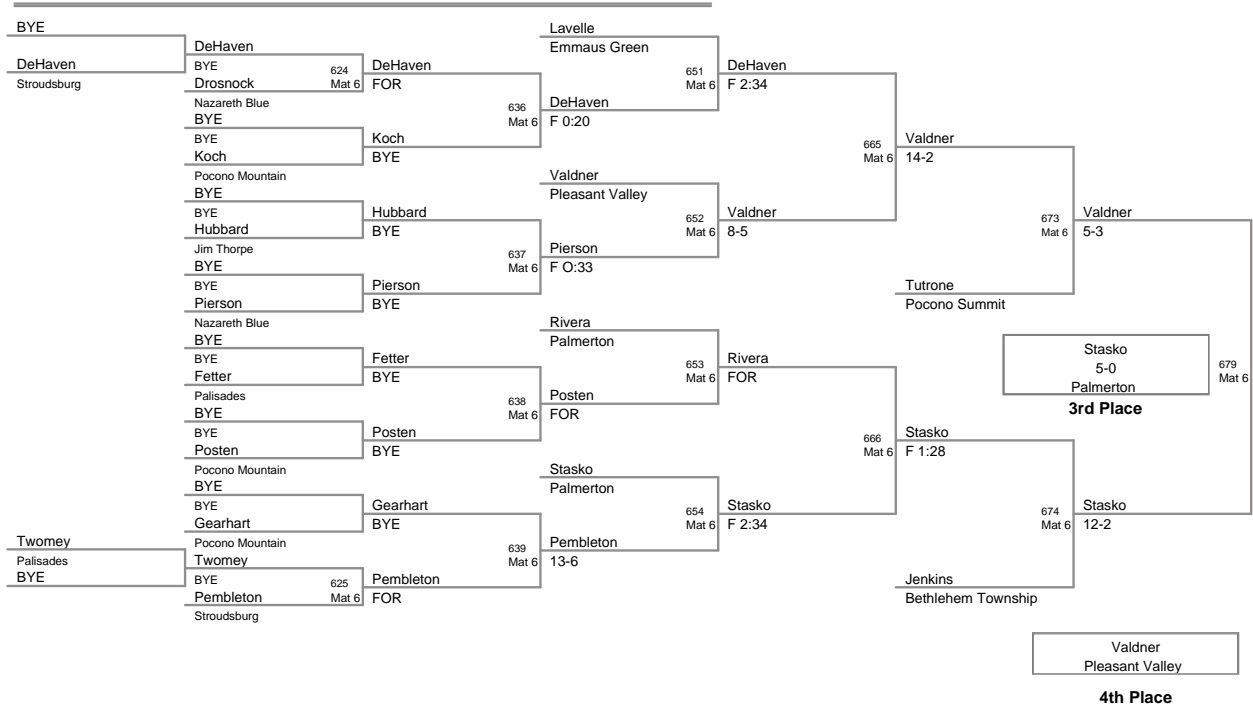 BYE
DeHaven
Stroudsburg
Twomey
Palisades
BYE
DeHaven
BYE
Drosnock
Nazareth Blue
BYE
BYE
Koch
Pocono Mountain
BYE
BYE
Hubbard
Jim Thorpe
BYE
BYE
Pierson
Nazareth Blue
BYE
BYE
Fetter
Palisades
BYE
BYE
Posten
Pocono Mountain
BYE
BYE
Gearhart
Pocono Mountain
Twomey
BYE
Pembleton
Stroudsburg
624
Mat 6
625
Mat 6
DeHaven
FOR
Koch
BYE
Hubbard
BYE
Pierson
BYE
Fetter
BYE
Posten
BYE
Gearhart
BYE
Pembleton
FOR
636
Mat 6
637
Mat 6
638
Mat 6
639
Mat 6
Lavelle
Emmaus Green
DeHaven
F 0:20
Valdner
Pleasant Valley
Pierson
F O:33
Rivera
Palmerton
Posten
FOR
Stasko
Palmerton
Pembleton
13-6
651
Mat 6
652
Mat 6
653
Mat 6
654
Mat 6
DeHaven
F 2:34
Valdner
8-5
Rivera
FOR
Stasko
F 2:34
665
Mat 6
666
Mat 6
Valdner
14-2
Tutrone
Pocono Summit
Stasko
F 1:28
Jenkins
Bethlehem Township
673
Mat 6
674
Mat 6
Valdner
5-3
Stasko
12-2
679
Mat 6
Stasko
5-0
Palmerton
3rd Place
Valdner
Pleasant Valley
4th Place